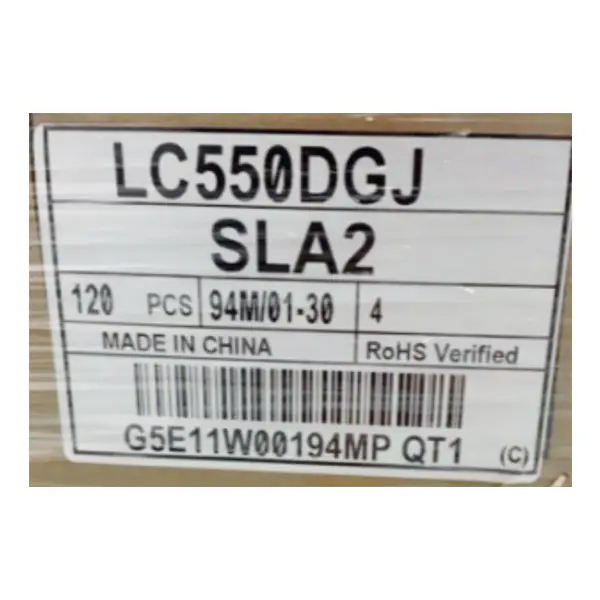 LC550DGJ
SLA2
120 PCS 94M/01-30 4
MADE IN CHINA RoHS Verified
G5E11W00194MP QT1 (C)